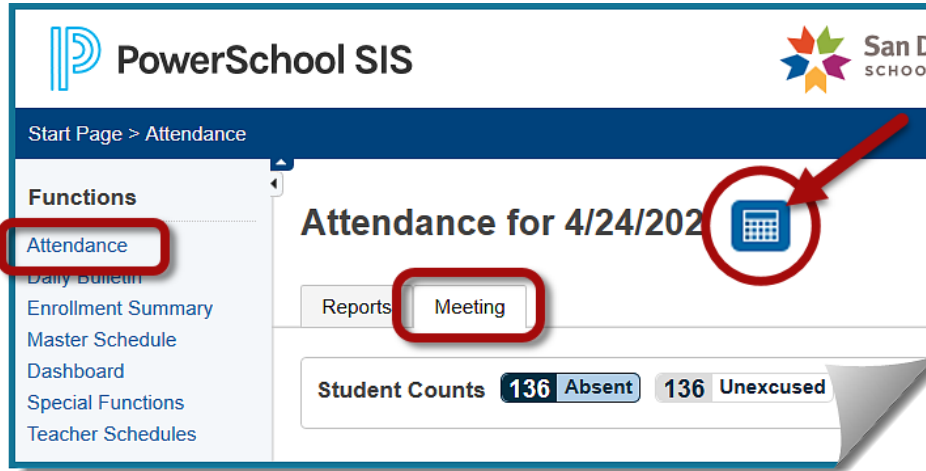 PowerSchool SIS
San D
SCHOO
Start Page > Attendance
Functions
Attendance
Daily Bulletin
Enrollment Summary
Master Schedule
Dashboard
Special Functions
Teacher Schedules
Attendance for 4/24/202
Reports
Meeting
Student Counts 136 Absent 136 Unexcused